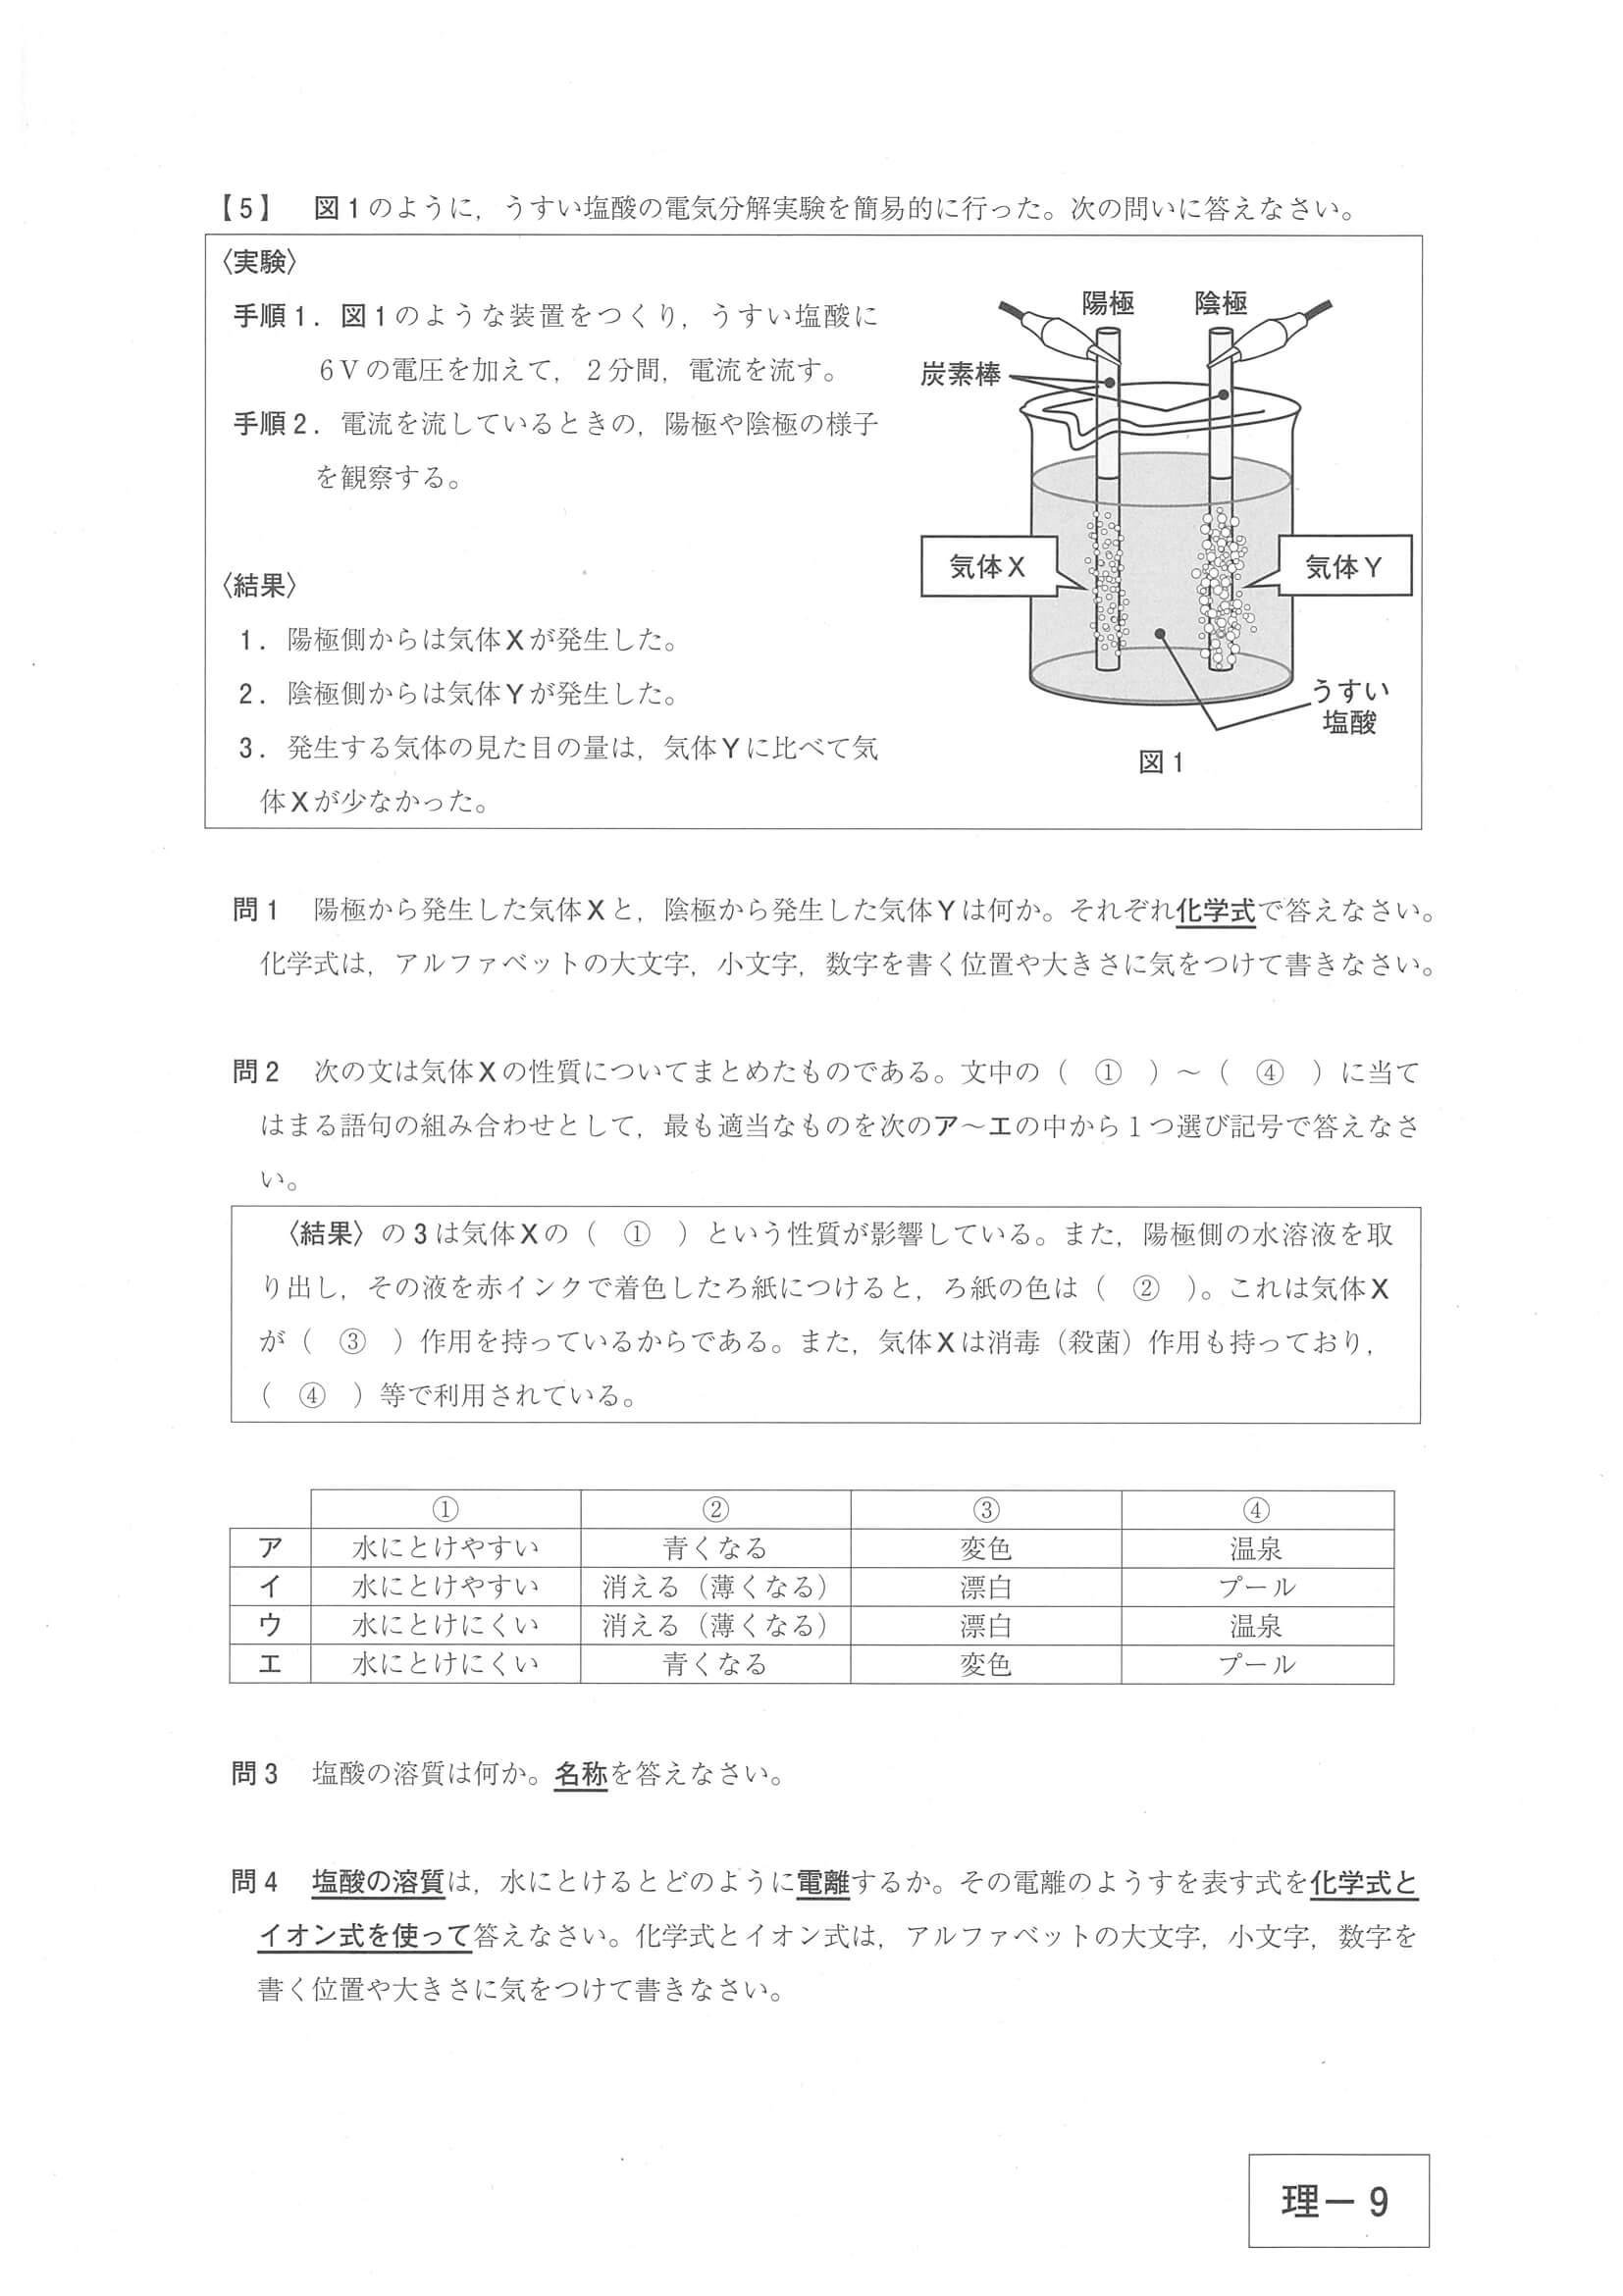 【5】　図1のように，うすい塩酸の電気分解実験を簡易的に行った。次の問いに答えなさい。
〈実験〉
手順1．図1のような装置をつくり，うすい塩酸に
6Vの電圧を加えて，2分間，電流を流す。
手順2．電流を流しているときの，陽極や陰極の様子
を観察する。
〈結果〉
1．陽極側からは気体Xが発生した。
2．陰極側からは気体Yが発生した。
3．発生する気体の見た目の量は，気体Yに比べて気
体Xが少なかった。
陽極　陰極
炭素棒
気体X
気体Y
うすい
塩酸
図1
問1　陽極から発生した気体Xと，陰極から発生した気体Yは何か。それぞれ化学式で答えなさい。
化学式は，アルファベットの大文字，小文字，数字を書く位置や大きさに気をつけて書きなさい。
問2　次の文は気体Xの性質についてまとめたものである。文中の（　①　）～（　④　）に当て
はまる語句の組み合わせとして，最も適当なものを次のア～エの中から1つ選び記号で答えなさ
い。
〈結果〉の3は気体Xの（　①　）という性質が影響している。また，陽極側の水溶液を取
り出し，その液を赤インクで着色したろ紙につけると，ろ紙の色は（　②　）。これは気体X
が（　③　）作用を持っているからである。また，気体Xは消毒（殺菌）作用も持っており，
（　④　）等で利用されている。
①　②　③　④
ア　水にとけやすい　青くなる　変色　温泉
イ　水にとけやすい　消える（薄くなる）　漂白　プール
ウ　水にとけにくい　消える（薄くなる）　漂白　温泉
エ　水にとけにくい　青くなる　変色　プール
問3　塩酸の溶質は何か。名称を答えなさい。
問4　塩酸の溶質は，水にとけるとどのように電離するか。その電離のようすを表す式を化学式と
イオン式を使って答えなさい。化学式とイオン式は，アルファベットの大文字，小文字，数字を
書く位置や大きさに気をつけて書きなさい。
理－9